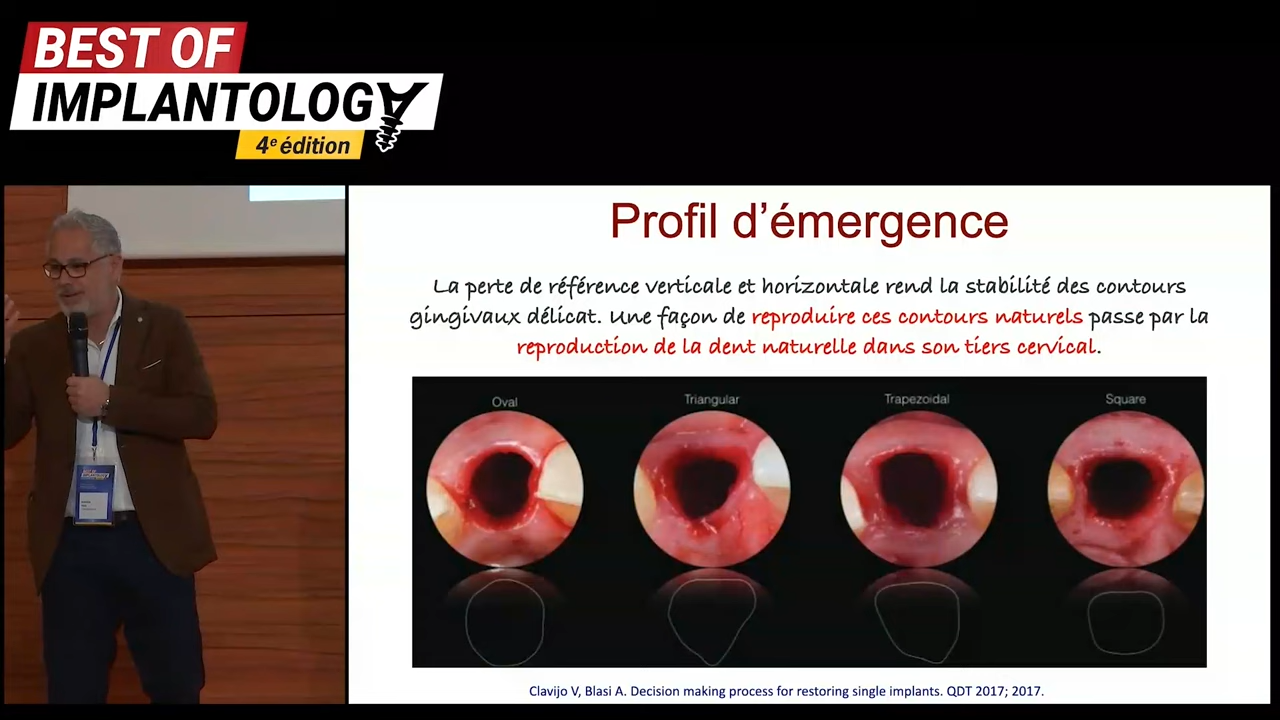 BEST OF
IMPLANTOLOGY
4e édition
Profil d’émergence
La perte de référence verticale et horizontale rend la stabilité des contours
gingivaux délicat. Une façon de reproduire ces contours naturels passe par la
reproduction de la dent naturelle dans son tiers cervical.
Oval
Triangular
Trapezoidal
Square
Clavijo V, Blasi A. Decision making process for restoring single implants. QDT 2017; 2017.
BEST OF